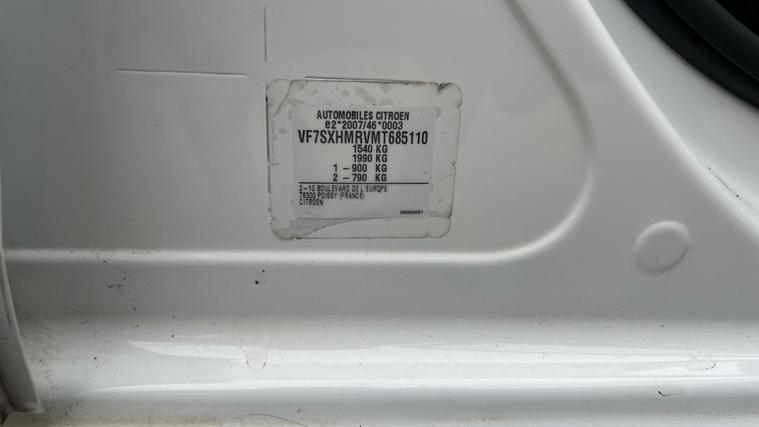 AUTOMOBILES CITROEN
e2*2007/46*0003
VF7SXHMRVMT685110
1540 KG
1990 KG
1 - 900 KG
2 - 790 KG
2-10 BOULEVARD DE L'EUROPE
78300 POISSY (FRANCE)
CITROEN